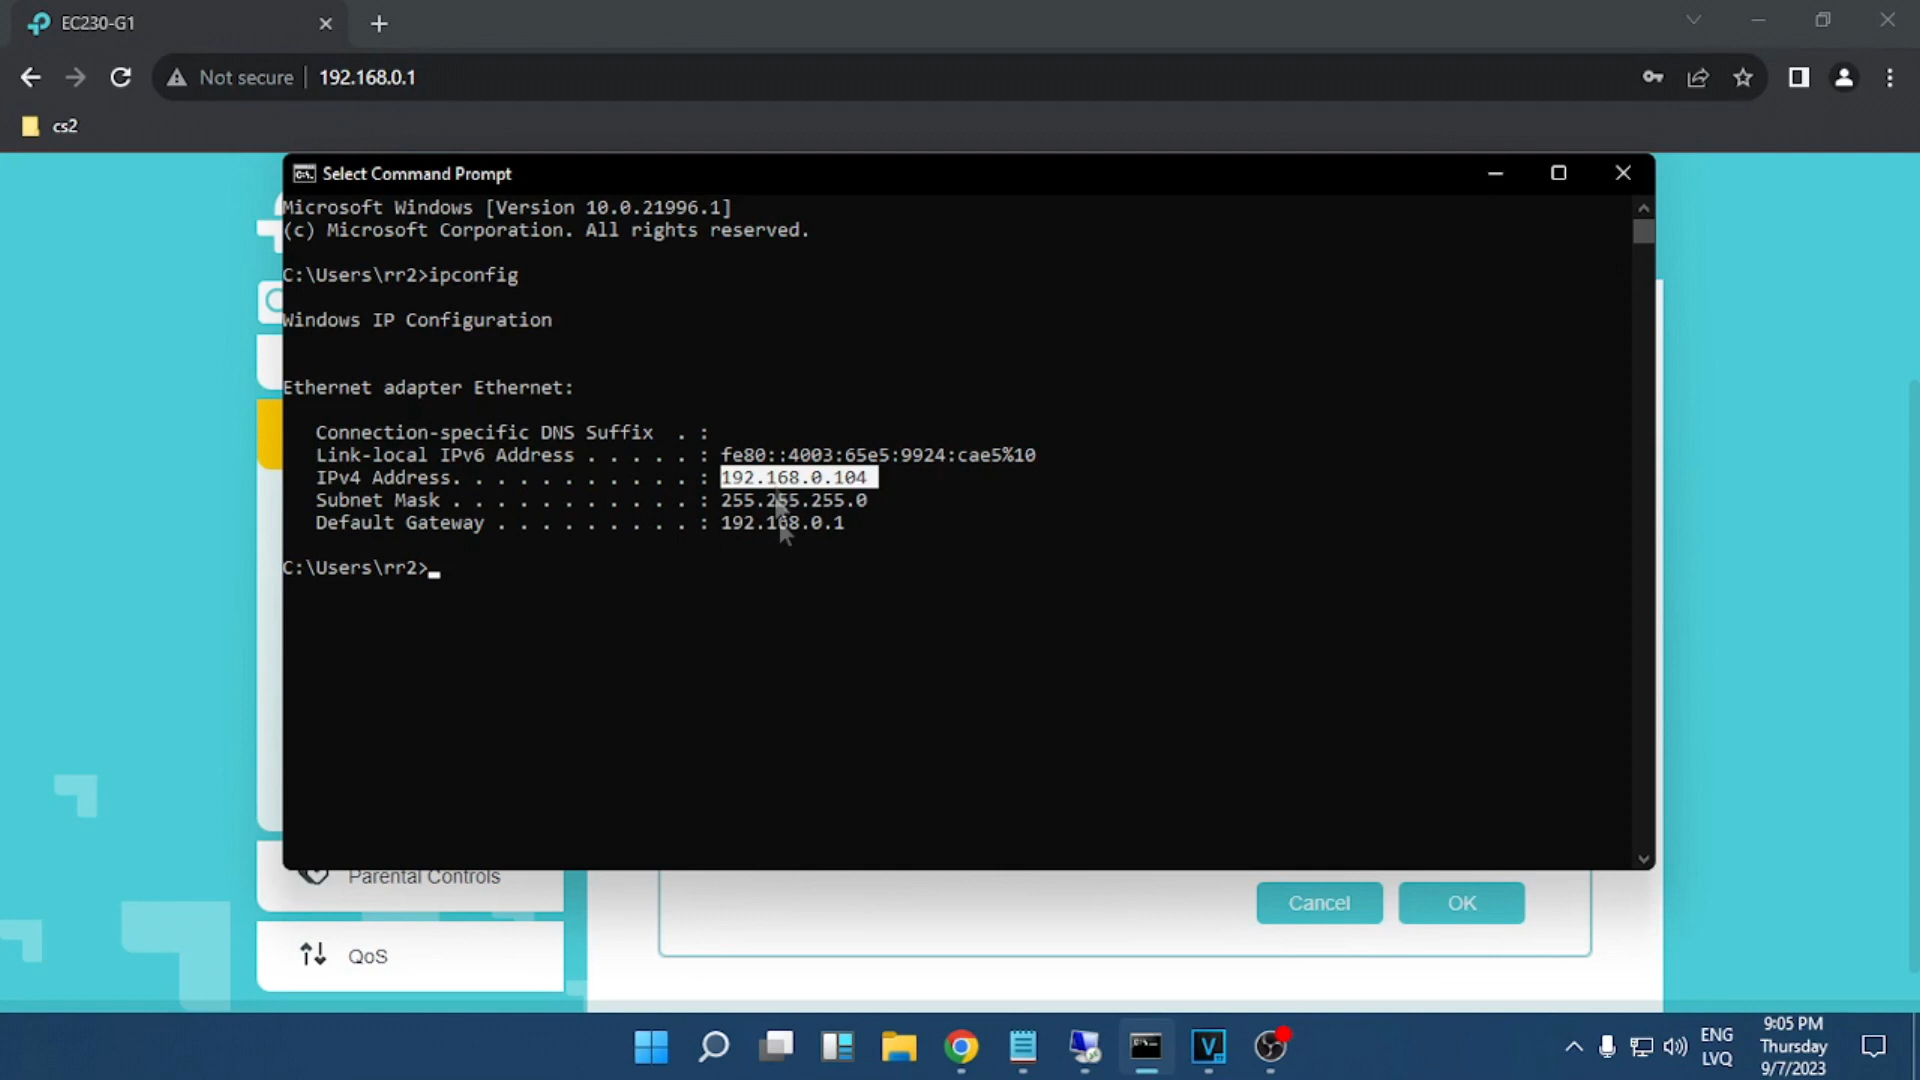 EC230-G1
Not secure 192.168.0.1
cs2
Select Command Prompt
Microsoft Windows [Version 10.0.21996.1]
(c) Microsoft Corporation. All rights reserved.
C:\Users\rr2>ipconfig
Windows IP Configuration
Ethernet adapter Ethernet:
Connection-specific DNS Suffix . :
Link-local IPv6 Address . . . . . : fe80::4003:65e5:9924:cae5%10
IPv4 Address. . . . . . . . . . . : 192.168.0.104
Subnet Mask . . . . . . . . . . . : 255.255.255.0
Default Gateway . . . . . . . . . : 192.168.0.1
C:\Users\rr2>
Parental Controls
Cancel OK
QoS
ENG
LVQ
9:05 PM
Thursday
9/7/2023